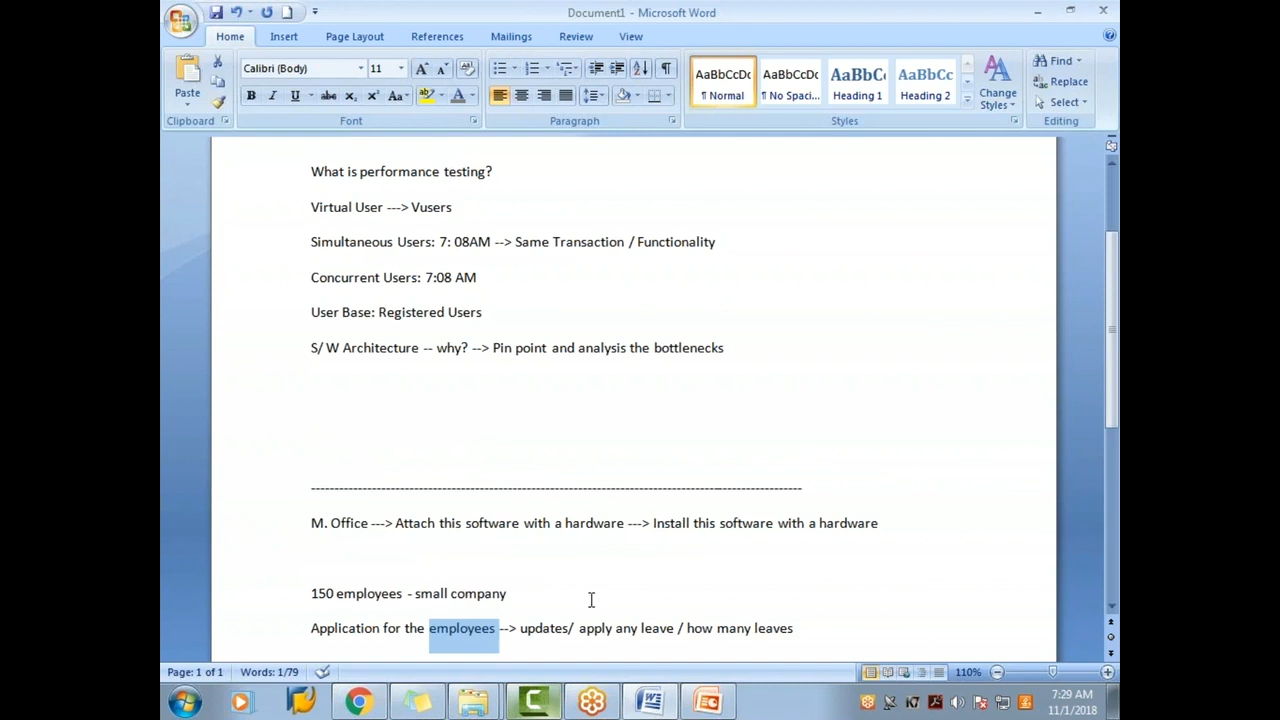 Document1 - Microsoft Word
Home Insert Page Layout References Mailings Review View
Paste
Calibri (Body) 11
AaBbCcDc AaBbCcDc AaBbCc AaBbCc
¶ Normal ¶ No Spaci... Heading 1 Heading 2
Change Styles
Find
Replace
Select
Clipboard Font Paragraph Styles Editing
What is performance testing?
Virtual User ---> Vusers
Simultaneous Users: 7: 08AM --> Same Transaction / Functionality
Concurrent Users: 7:08 AM
User Base: Registered Users
S/ W Architecture -- why? --> Pin point and analysis the bottlenecks
M. Office ---> Attach this software with a hardware ---> Install this software with a hardware
150 employees - small company
Application for the employees --> updates/ apply any leave / how many leaves
Page: 1 of 1 Words: 1/79 110%
7:29 AM
11/1/2018